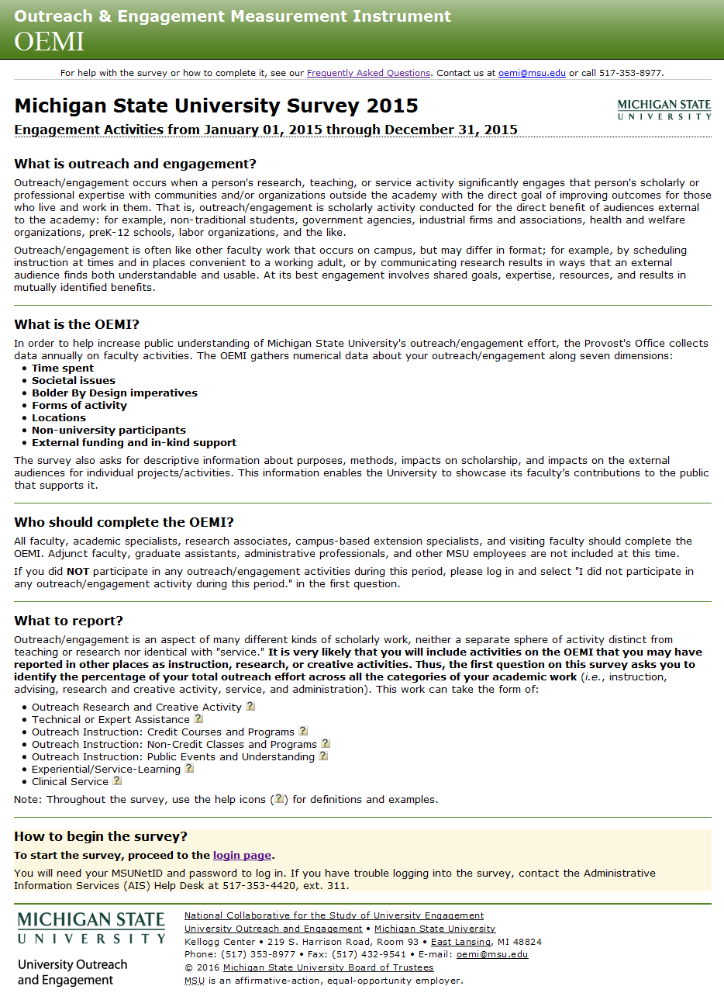 Outreach & Engagement Measurement Instrument
OEMI
For help with the survey or how to complete it, see our Frequently Asked Questions. Contact us at oemi@msu.edu or call 517-353-8977.
Michigan State University Survey 2015
MICHIGAN STATE
UNIVERSITY
Engagement Activities from January 01, 2015 through December 31, 2015
What is outreach and engagement?
Outreach/engagement occurs when a person's research, teaching, or service activity significantly engages that person's scholarly or
professional expertise with communities and/or organizations outside the academy with the direct goal of improving outcomes for those
who live and work in them. That is, outreach/engagement is scholarly activity conducted for the direct benefit of audiences external
to the academy: for example, non-traditional students, government agencies, industrial firms and associations, health and welfare
organizations, preK-12 schools, labor organizations, and the like.
Outreach/engagement is often like other faculty work that occurs on campus, but may differ in format; for example, by scheduling
instruction at times and in places convenient to a working adult, or by communicating research results in ways that an external
audience finds both understandable and usable. At its best engagement involves shared goals, expertise, resources, and results in
mutually identified benefits.
What is the OEMI?
In order to help increase public understanding of Michigan State University's outreach/engagement effort, the Provost's Office collects
data annually on faculty activities. The OEMI gathers numerical data about your outreach/engagement along seven dimensions:
• Time spent
• Societal issues
• Bolder By Design imperatives
• Forms of activity
• Locations
• Non-university participants
• External funding and in-kind support
The survey also asks for descriptive information about purposes, methods, impacts on scholarship, and impacts on the external
audiences for individual projects/activities. This information enables the University to showcase its faculty’s contributions to the public
that supports it.
Who should complete the OEMI?
All faculty, academic specialists, research associates, campus-based extension specialists, and visiting faculty should complete the
OEMI. Adjunct faculty, graduate assistants, administrative professionals, and other MSU employees are not included at this time.
If you did NOT participate in any outreach/engagement activities during this period, please log in and select "I did not participate in
any outreach/engagement activity during this period." in the first question.
What to report?
Outreach/engagement is an aspect of many different kinds of scholarly work, neither a separate sphere of activity distinct from
teaching or research nor identical with "service." It is very likely that you will include activities on the OEMI that you may have
reported in other places as instruction, research, or creative activities. Thus, the first question on this survey asks you to
identify the percentage of your total outreach effort across all the categories of your academic work (i.e., instruction,
advising, research and creative activity, service, and administration). This work can take the form of:
• Outreach Research and Creative Activity ?
• Technical or Expert Assistance ?
• Outreach Instruction: Credit Courses and Programs ?
• Outreach Instruction: Non-Credit Classes and Programs ?
• Outreach Instruction: Public Events and Understanding ?
• Experiential/Service-Learning ?
• Clinical Service ?
Note: Throughout the survey, use the help icons (?) for definitions and examples.
How to begin the survey?
To start the survey, proceed to the login page.
You will need your MSUNetID and password to log in. If you have trouble logging into the survey, contact the Administrative
Information Services (AIS) Help Desk at 517-353-4420, ext. 311.
MICHIGAN STATE
UNIVERSITY
University Outreach
and Engagement
National Collaborative for the Study of University Engagement
University Outreach and Engagement • Michigan State University
Kellogg Center • 219 S. Harrison Road, Room 93 • East Lansing, MI 48824
Phone: (517) 353-8977 • Fax: (517) 432-9541 • E-mail: oemi@msu.edu
© 2016 Michigan State University Board of Trustees
MSU is an affirmative-action, equal-opportunity employer.